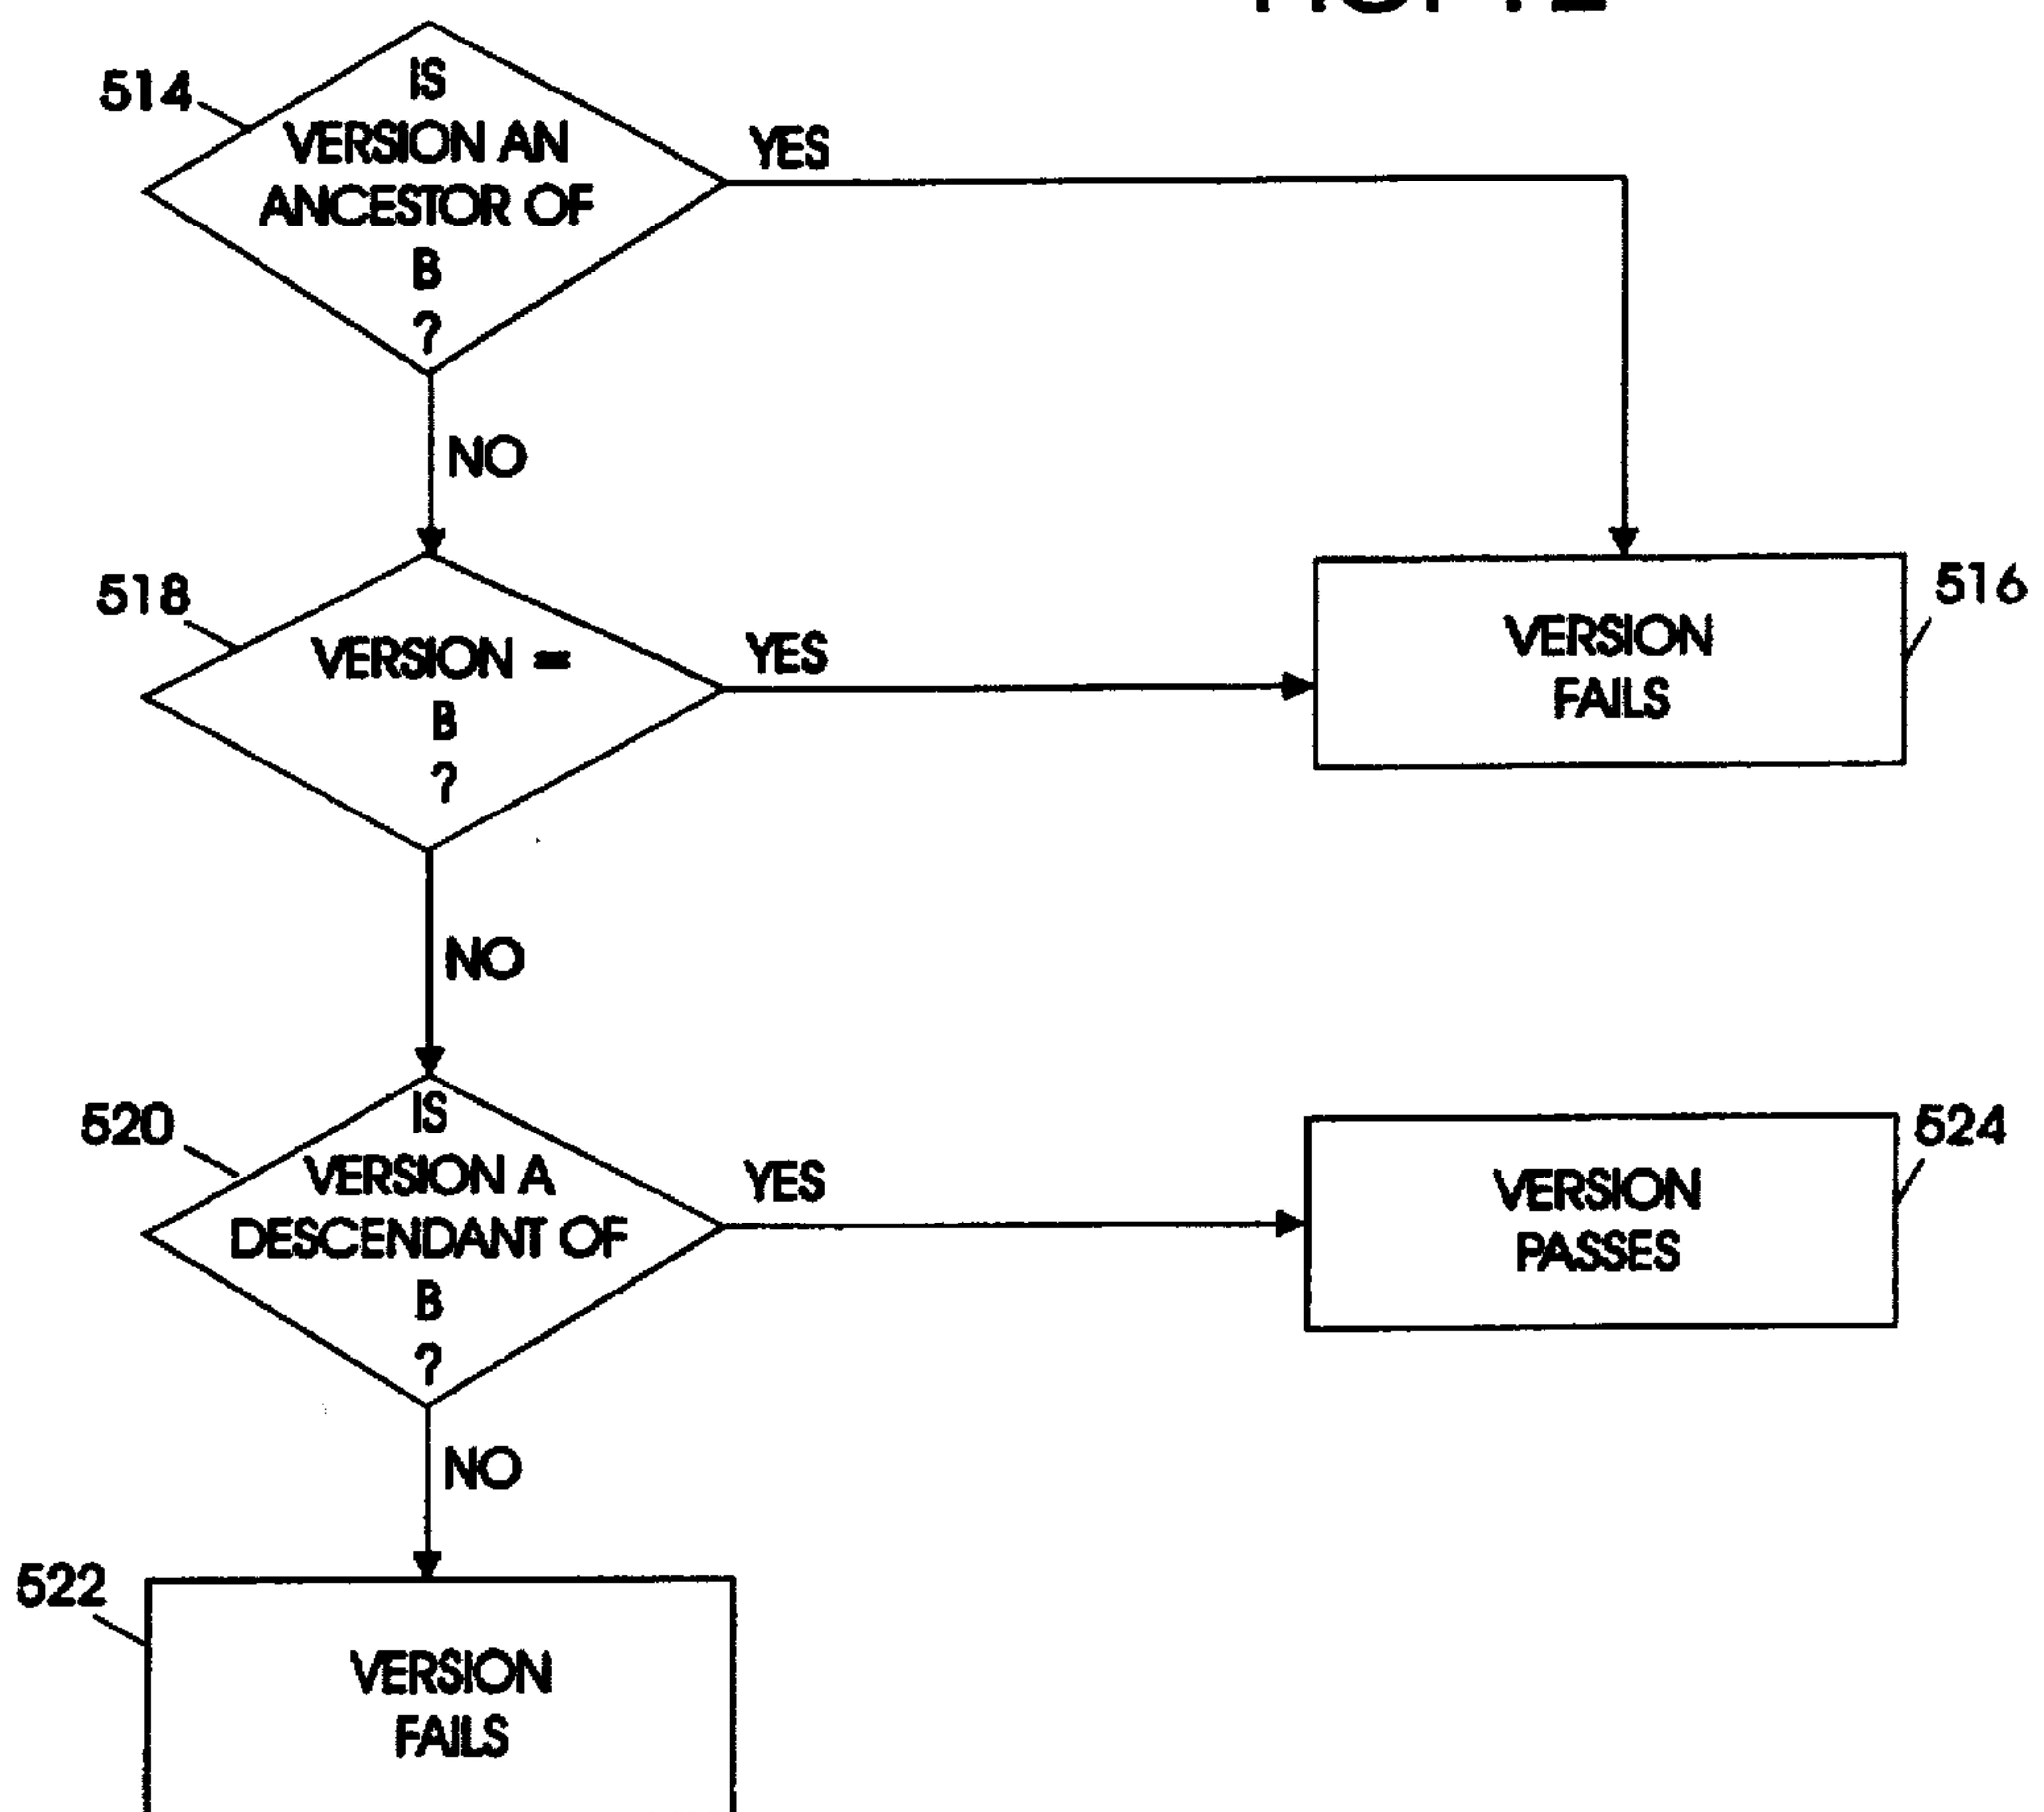 514
IS
VERSION AN
ANCESTOR OF
B
?
YES
NO
518
VERSION =
B
?
YES
516
VERSION
FAILS
NO
520
IS
VERSION A
DESCENDANT OF
B
?
YES
524
VERSION
PASSES
NO
522
VERSION
FAILS